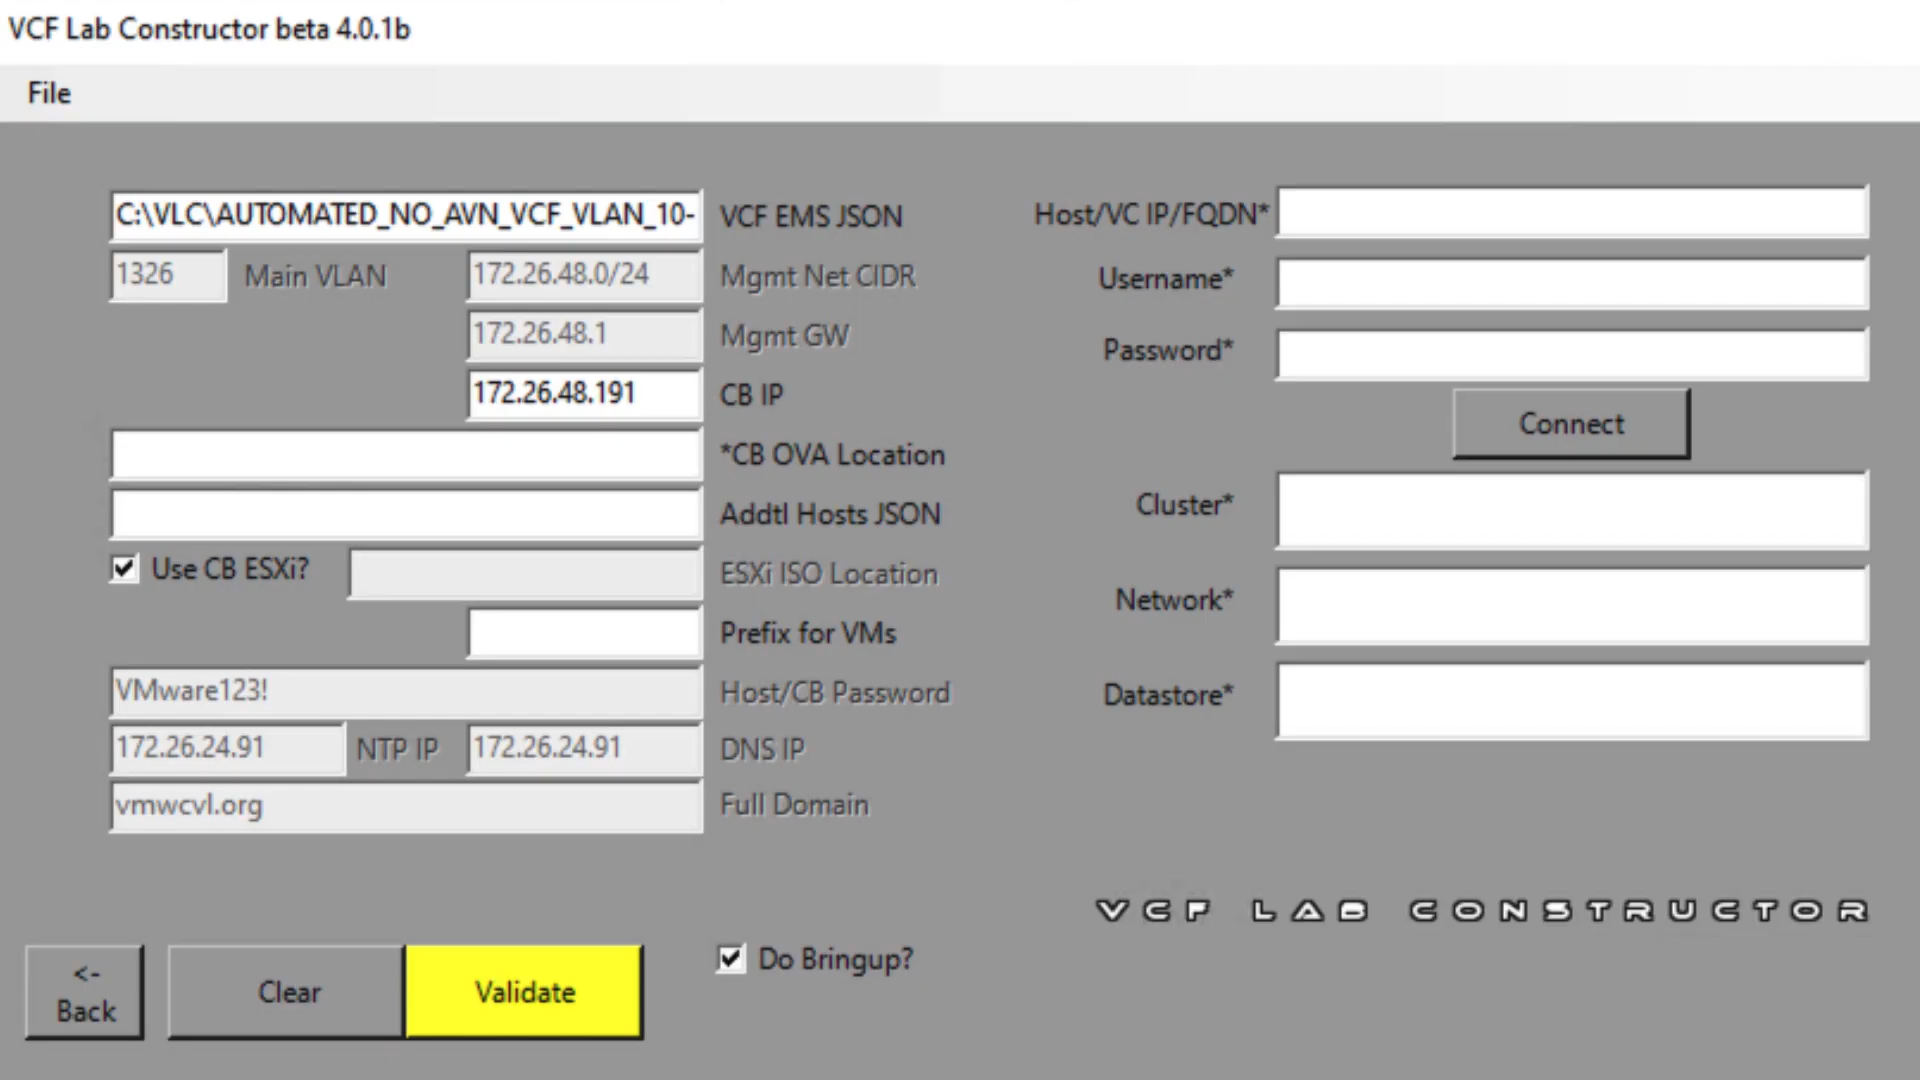 VCF Lab Constructor beta 4.0.1b
File
C:\VLC\AUTOMATED_NO_AVN_VCF_VLAN_10- VCF EMS JSON
1326 Main VLAN 172.26.48.0/24 Mgmt Net CIDR
172.26.48.1 Mgmt GW
172.26.48.191 CB IP
*CB OVA Location
Addtl Hosts JSON
Use CB ESXi? ESXi ISO Location
Prefix for VMs
VMware123! Host/CB Password
172.26.24.91 NTP IP 172.26.24.91 DNS IP
vmwcvl.org Full Domain
Host/VC IP/FQDN*
Username*
Password*
Connect
Cluster*
Network*
Datastore*
VCF LAB CONSTRUCTOR
<-
Back
Clear
Validate
Do Bringup?